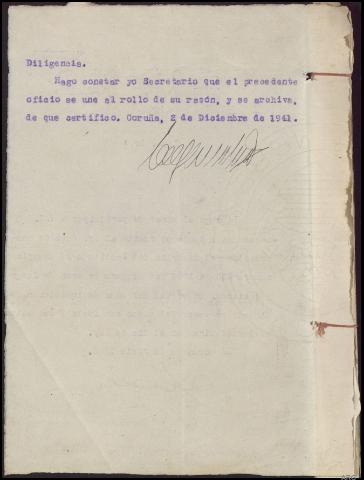 Diligencia.
Hago constar yo Secretario que el precedente
oficio se une al rollo de su razón, y se archiva,
de que certifico. Coruña, 2 de Diciembre de 1941.